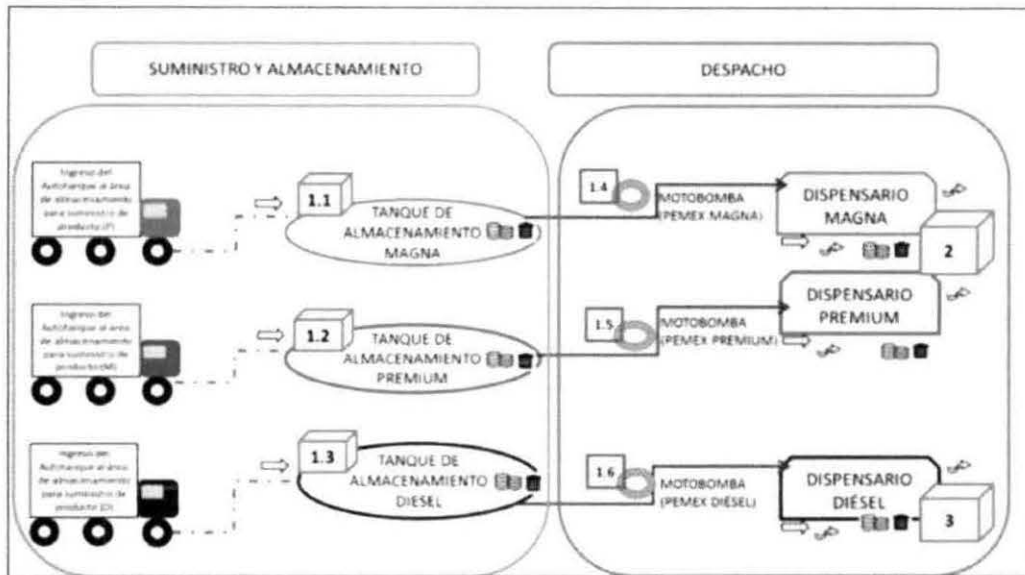 SUMINISTRO Y ALMACENAMIENTO
DESPACHO
Ingreso del
Autotanque al área
de almacenamiento
para suministro de
producto (P)
1.1
TANQUE DE
ALMACENAMIENTO
MAGNA
1.4
MOTOBOMBA
(PEMEX MAGNA)
DISPENSARIO
MAGNA
2
Ingreso del
Autotanque al área
de almacenamiento
para suministro de
producto (M)
1.2
TANQUE DE
ALMACENAMIENTO
PREMIUM
1.5
MOTOBOMBA
(PEMEX PREMIUM)
DISPENSARIO
PREMIUM
Ingreso del
Autotanque al área
de almacenamiento
para suministro de
producto (D)
1.3
TANQUE DE
ALMACENAMIENTO
DIESEL
1.6
MOTOBOMBA
(PEMEX DIÉSEL)
DISPENSARIO
DIÉSEL
3